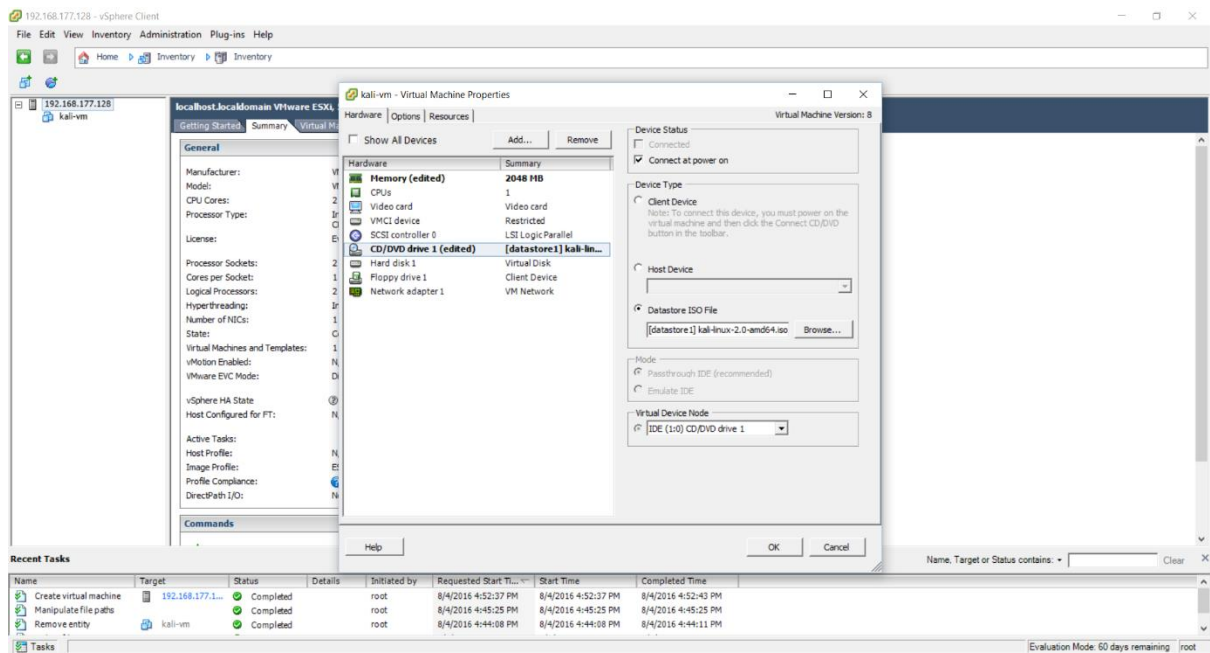 192.168.177.128 - vSphere Client
File Edit View Inventory Administration Plug-ins Help
Home Inventory Inventory
192.168.177.128
kali-vm
localhost.localdomain VMware ESXi,
Getting Started Summary Virtual
General
Manufacturer:
Model:
CPU Cores: 2
Processor Type:
License:
Processor Sockets: 2
Cores per Socket: 1
Logical Processors: 2
Hyperthreading:
Number of NICs: 1
State:
Virtual Machines and Templates: 1
vMotion Enabled:
VMware EVC Mode:
vSphere HA State
Host Configured for FT:
Active Tasks:
Host Profile:
Image Profile:
Profile Compliance:
DirectPath I/O:
Commands
kali-vm - Virtual Machine Properties
Hardware Options Resources
Virtual Machine Version: 8
Show All Devices Add... Remove
Hardware Summary
Memory (edited) 2048 MB
CPUs 1
Video card Video card
VMCI device Restricted
SCSI controller 0 LSI Logic Parallel
CD/DVD drive 1 (edited) [datastore1] kali-lin...
Hard disk 1 Virtual Disk
Floppy drive 1 Client Device
Network adapter 1 VM Network
Device Status
Connected
Connect at power on
Device Type
Client Device
Note: To connect this device, you must power on the
virtual machine and then click the Connect CD/DVD
button in the toolbar.
Host Device
Datastore ISO File
[datastore1] kali-linux-2.0-amd64.iso Browse...
Mode
Passthrough IDE (recommended)
Emulate IDE
Virtual Device Node
IDE (1:0) CD/DVD drive 1
Help OK Cancel
Recent Tasks
Name, Target or Status contains: Clear
Name Target Status Details Initiated by Requested Start Ti... Start Time Completed Time
Create virtual machine 192.168.177.1... Completed root 8/4/2016 4:52:37 PM 8/4/2016 4:52:37 PM 8/4/2016 4:52:43 PM
Manipulate file paths Completed root 8/4/2016 4:45:25 PM 8/4/2016 4:45:25 PM 8/4/2016 4:45:25 PM
Remove entity kali-vm Completed root 8/4/2016 4:44:08 PM 8/4/2016 4:44:08 PM 8/4/2016 4:44:11 PM
Tasks Evaluation Mode: 60 days remaining root